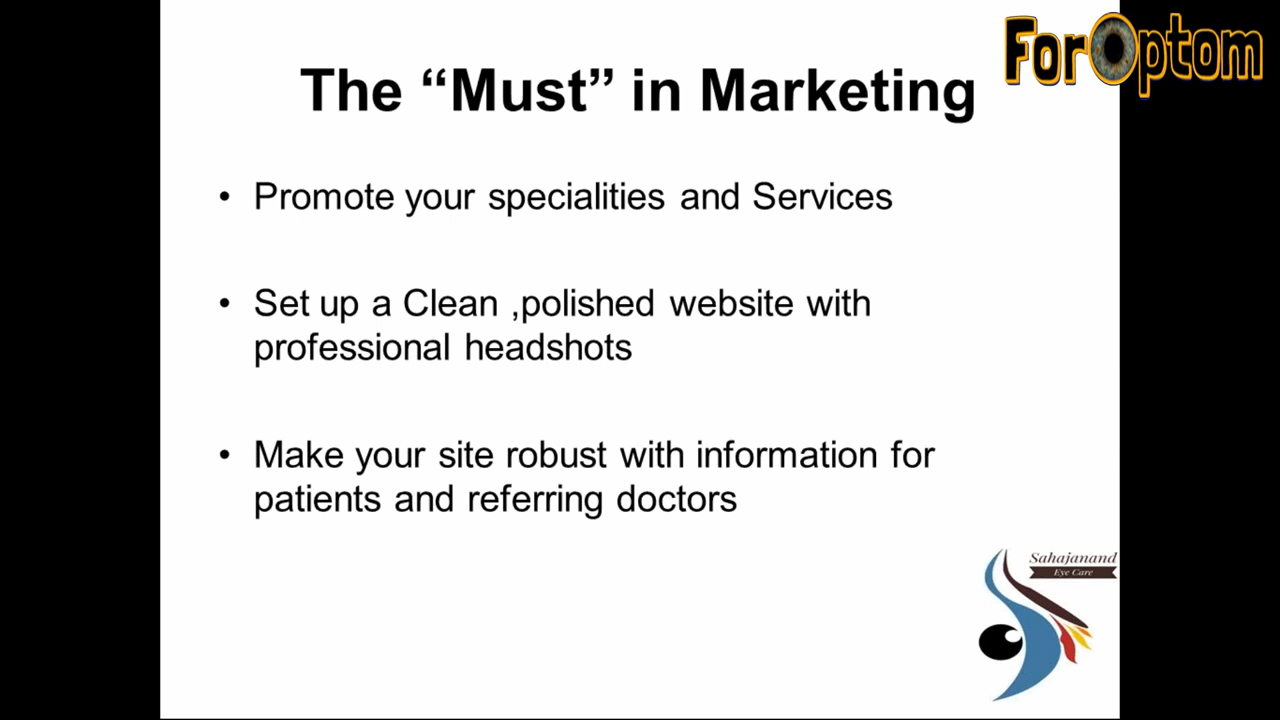 ForOptom
The “Must” in Marketing
• Promote your specialities and Services
• Set up a Clean ,polished website with
professional headshots
• Make your site robust with information for
patients and referring doctors
Sahajanand
Eye Care